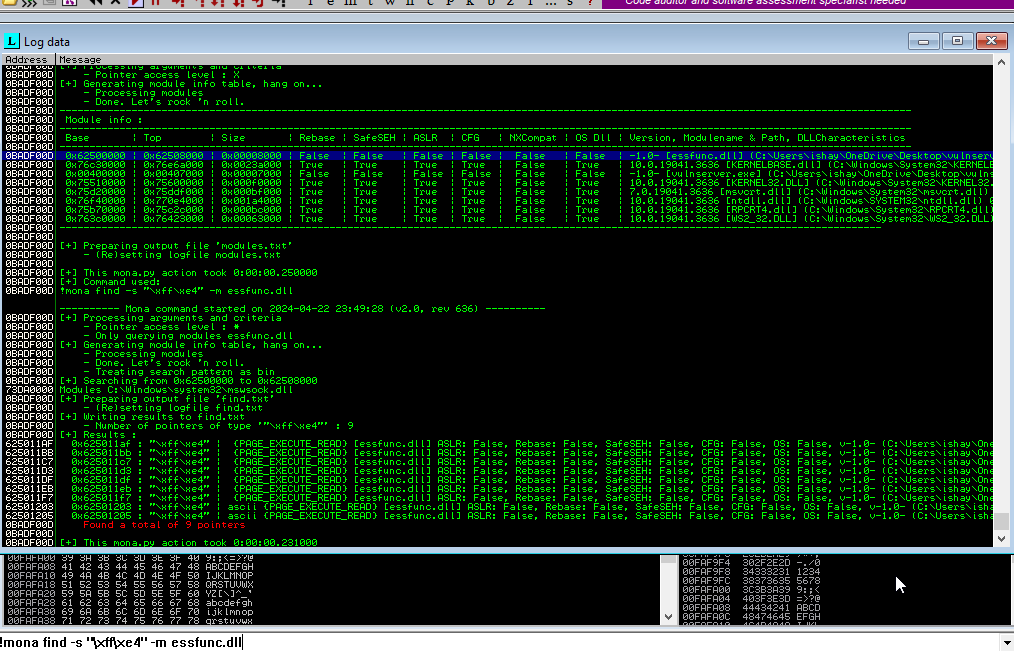 l e m t w h c P k b z r ... s ?
Code auditor and software assessment specialist needed
L Log data
Address Message
0BADF00D [+] Processing arguments and criteria
0BADF00D - Pointer access level : X
0BADF00D [+] Generating module info table, hang on...
0BADF00D - Processing modules
0BADF00D - Done. Let's rock 'n roll.
0BADF00D -----------------------------------------------------------------------------------------------------------------------------------
0BADF00D Module info :
0BADF00D -----------------------------------------------------------------------------------------------------------------------------------
0BADF00D Base | Top | Size | Rebase | SafeSEH | ASLR | CFG | NXCompat | OS Dll | Version, Modulename & Path, DLLCharacteristics
0BADF00D -----------------------------------------------------------------------------------------------------------------------------------
0BADF00D 0x62500000 | 0x62508000 | 0x00008000 | False | False | False | False | False | False | -1.0- [essfunc.dll] (C:\Users\ishay\OneDrive\Desktop\vulnserver
0BADF00D 0x76c30000 | 0x76e6a000 | 0x0023a000 | True | True | True | True | False | True | 10.0.19041.3636 [KERNELBASE.dll] (C:\Windows\System32\KERNELB
0BADF00D 0x00400000 | 0x00407000 | 0x00007000 | False | False | False | False | False | False | -1.0- [vulnserver.exe] (C:\Users\ishay\OneDrive\Desktop\vuln
0BADF00D 0x75510000 | 0x75600000 | 0x000f0000 | True | True | True | True | False | True | 10.0.19041.3636 [KERNEL32.DLL] (C:\Windows\System32\KERNEL32
0BADF00D 0x75d20000 | 0x75ddf000 | 0x000bf000 | True | True | True | True | False | True | 7.0.19041.3636 [msvcrt.dll] (C:\Windows\System32\msvcrt.dll)
0BADF00D 0x76f40000 | 0x770e4000 | 0x001a4000 | True | True | True | True | False | True | 10.0.19041.3636 [ntdll.dll] (C:\Windows\SYSTEM32\ntdll.dll)
0BADF00D 0x75b70000 | 0x75c2c000 | 0x000bc000 | True | True | True | True | False | True | 10.0.19041.3636 [RPCRT4.dll] (C:\Windows\System32\RPCRT4.dll
0BADF00D 0x763c0000 | 0x76423000 | 0x00063000 | True | True | True | True | False | True | 10.0.19041.3636 [WS2_32.DLL] (C:\Windows\System32\WS2_32.DLL
0BADF00D -----------------------------------------------------------------------------------------------------------------------------------
0BADF00D
0BADF00D [+] Preparing output file 'modules.txt'
0BADF00D - (Re)setting logfile modules.txt
0BADF00D
0BADF00D [+] This mona.py action took 0:00:00.250000
0BADF00D [+] Command used:
0BADF00D !mona find -s "\xff\xe4" -m essfunc.dll
---------- Mona command started on 2024-04-22 23:49:28 (v2.0, rev 636) ----------
0BADF00D [+] Processing arguments and criteria
0BADF00D - Pointer access level : *
0BADF00D - Only querying modules essfunc.dll
0BADF00D [+] Generating module info table, hang on...
0BADF00D - Processing modules
0BADF00D - Done. Let's rock 'n roll.
0BADF00D - Treating search pattern as bin
0BADF00D [+] Searching from 0x62500000 to 0x62508000
73DA0000 Modules C:\Windows\system32\mswsock.dll
0BADF00D [+] Preparing output file 'find.txt'
0BADF00D - (Re)setting logfile find.txt
0BADF00D [+] Writing results to find.txt
0BADF00D - Number of pointers of type '"\xff\xe4"' : 9
0BADF00D [+] Results :
625011AF 0x625011af : "\xff\xe4" | {PAGE_EXECUTE_READ} [essfunc.dll] ASLR: False, Rebase: False, SafeSEH: False, CFG: False, OS: False, v-1.0- (C:\Users\ishay\One
625011BB 0x625011bb : "\xff\xe4" | {PAGE_EXECUTE_READ} [essfunc.dll] ASLR: False, Rebase: False, SafeSEH: False, CFG: False, OS: False, v-1.0- (C:\Users\ishay\One
625011C7 0x625011c7 : "\xff\xe4" | {PAGE_EXECUTE_READ} [essfunc.dll] ASLR: False, Rebase: False, SafeSEH: False, CFG: False, OS: False, v-1.0- (C:\Users\ishay\One
625011D3 0x625011d3 : "\xff\xe4" | {PAGE_EXECUTE_READ} [essfunc.dll] ASLR: False, Rebase: False, SafeSEH: False, CFG: False, OS: False, v-1.0- (C:\Users\ishay\One
625011DF 0x625011df : "\xff\xe4" | {PAGE_EXECUTE_READ} [essfunc.dll] ASLR: False, Rebase: False, SafeSEH: False, CFG: False, OS: False, v-1.0- (C:\Users\ishay\One
625011EB 0x625011eb : "\xff\xe4" | {PAGE_EXECUTE_READ} [essfunc.dll] ASLR: False, Rebase: False, SafeSEH: False, CFG: False, OS: False, v-1.0- (C:\Users\ishay\One
625011F7 0x625011f7 : "\xff\xe4" | {PAGE_EXECUTE_READ} [essfunc.dll] ASLR: False, Rebase: False, SafeSEH: False, CFG: False, OS: False, v-1.0- (C:\Users\ishay\One
62501203 0x62501203 : "\xff\xe4" | ascii {PAGE_EXECUTE_READ} [essfunc.dll] ASLR: False, Rebase: False, SafeSEH: False, CFG: False, OS: False, v-1.0- (C:\Users\isha
62501205 0x62501205 : "\xff\xe4" | ascii {PAGE_EXECUTE_READ} [essfunc.dll] ASLR: False, Rebase: False, SafeSEH: False, CFG: False, OS: False, v-1.0- (C:\Users\isha
0BADF00D Found a total of 9 pointers
0BADF00D
0BADF00D [+] This mona.py action took 0:00:00.231000
00FAFA00 39 3A 3B 3C 3D 3E 3F 40 9:;<=>?@
00FAFA08 41 42 43 44 45 46 47 48 ABCDEFGH
00FAFA10 49 4A 4B 4C 4D 4E 4F 50 IJKLMNOP
00FAFA18 51 52 53 54 55 56 57 58 QRSTUVWX
00FAFA20 59 5A 5B 5C 5D 5E 5F 60 YZ[\]^_`
00FAFA28 61 62 63 64 65 66 67 68 abcdefgh
00FAFA30 69 6A 6B 6C 6D 6E 6F 70 ijklmnop
00FAFA38 71 72 73 74 75 76 77 78 qrstuvwx
00FAF9F4 302F2E2D -./0
00FAF9F8 34333231 1234
00FAF9FC 38373635 5678
00FAFA00 3C3B3A39 9:;<
00FAFA04 403F3E3D =>?@
00FAFA08 44434241 ABCD
00FAFA0C 48474645 EFGH
!mona find -s "\xff\xe4" -m essfunc.dll